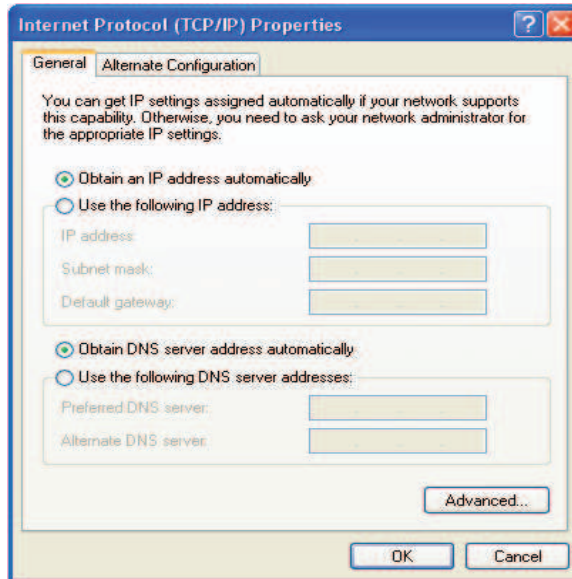 Internet Protocol (TCP/IP) Properties
General
Alternate Configuration
You can get IP settings assigned automatically if your network supports
this capability. Otherwise, you need to ask your network administrator for
the appropriate IP settings.
Obtain an IP address automatically
Use the following IP address:
IP address:
Subnet mask:
Default gateway:
Obtain DNS server address automatically
Use the following DNS server addresses:
Preferred DNS server:
Alternate DNS server:
Advanced...
OK
Cancel